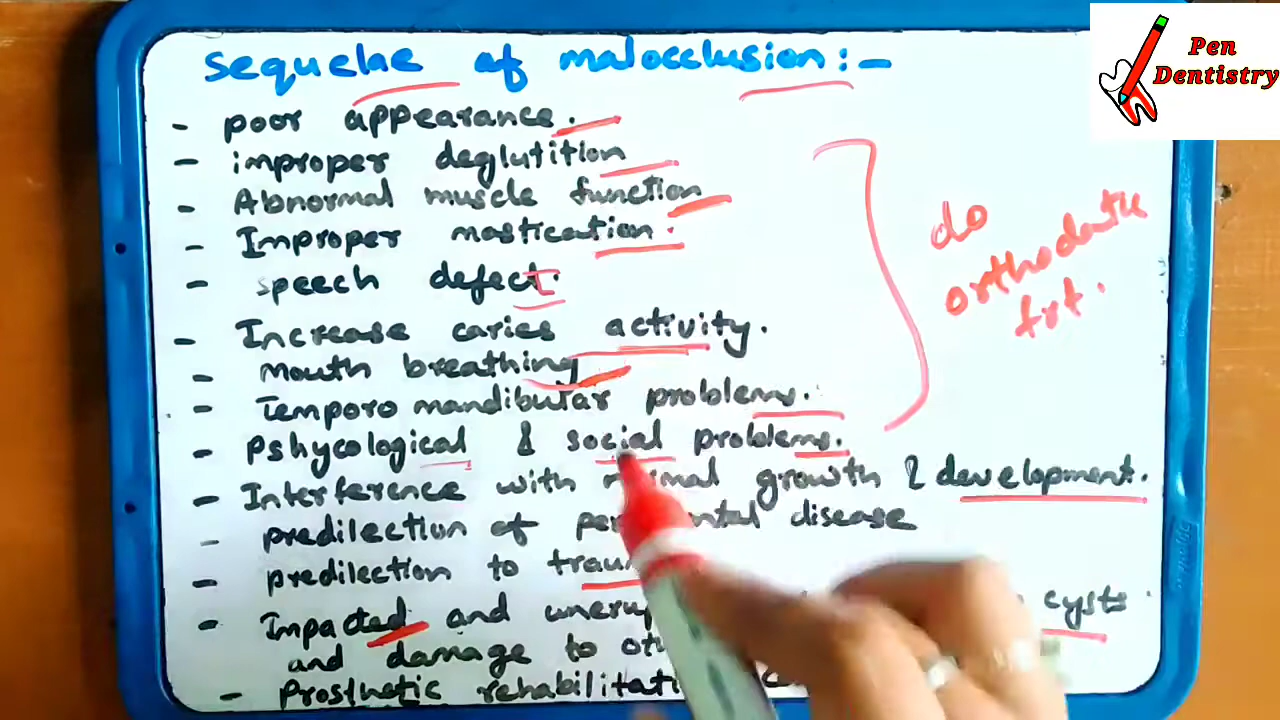 Pen
Dentistry
sequelae of malocclusion:-
- poor appearance.
- improper deglutition
- Abnormal muscle function
- Improper mastication.
- speech defect.
- Increase caries activity.
- mouth breathing
- Temporo mandibular problems.
- Pshycological & social problems.
- Interference with normal growth & development.
- predilection of disease
- predilection to
- Impacted and cysts
and damage to
- Prosthetic
do
orthodontic
trt.